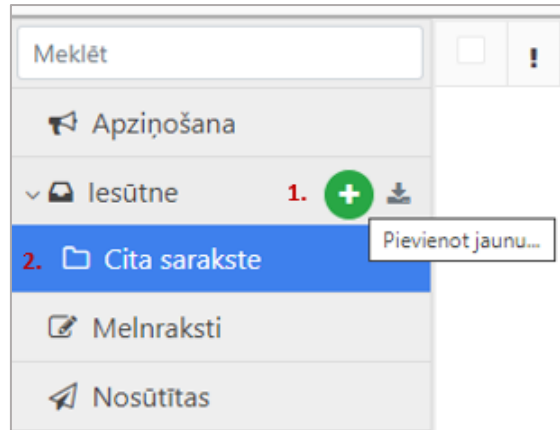 Meklēt
!
Apziņošana
Iesūtne 1.
Pievienot jaunu...
2. Cita sarakste
Melnraksti
Nosūtītas